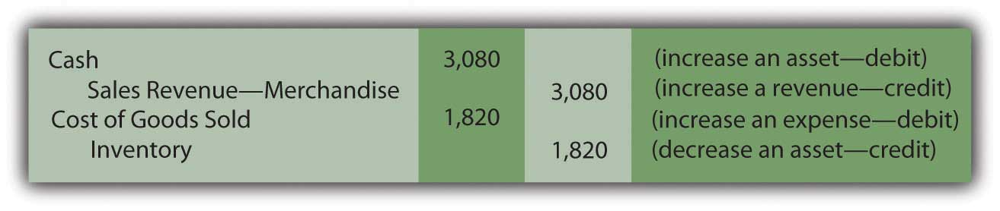 Cash 3,080 (increase an asset—debit)
Sales Revenue—Merchandise 3,080 (increase a revenue—credit)
Cost of Goods Sold 1,820 (increase an expense—debit)
Inventory 1,820 (decrease an asset—credit)